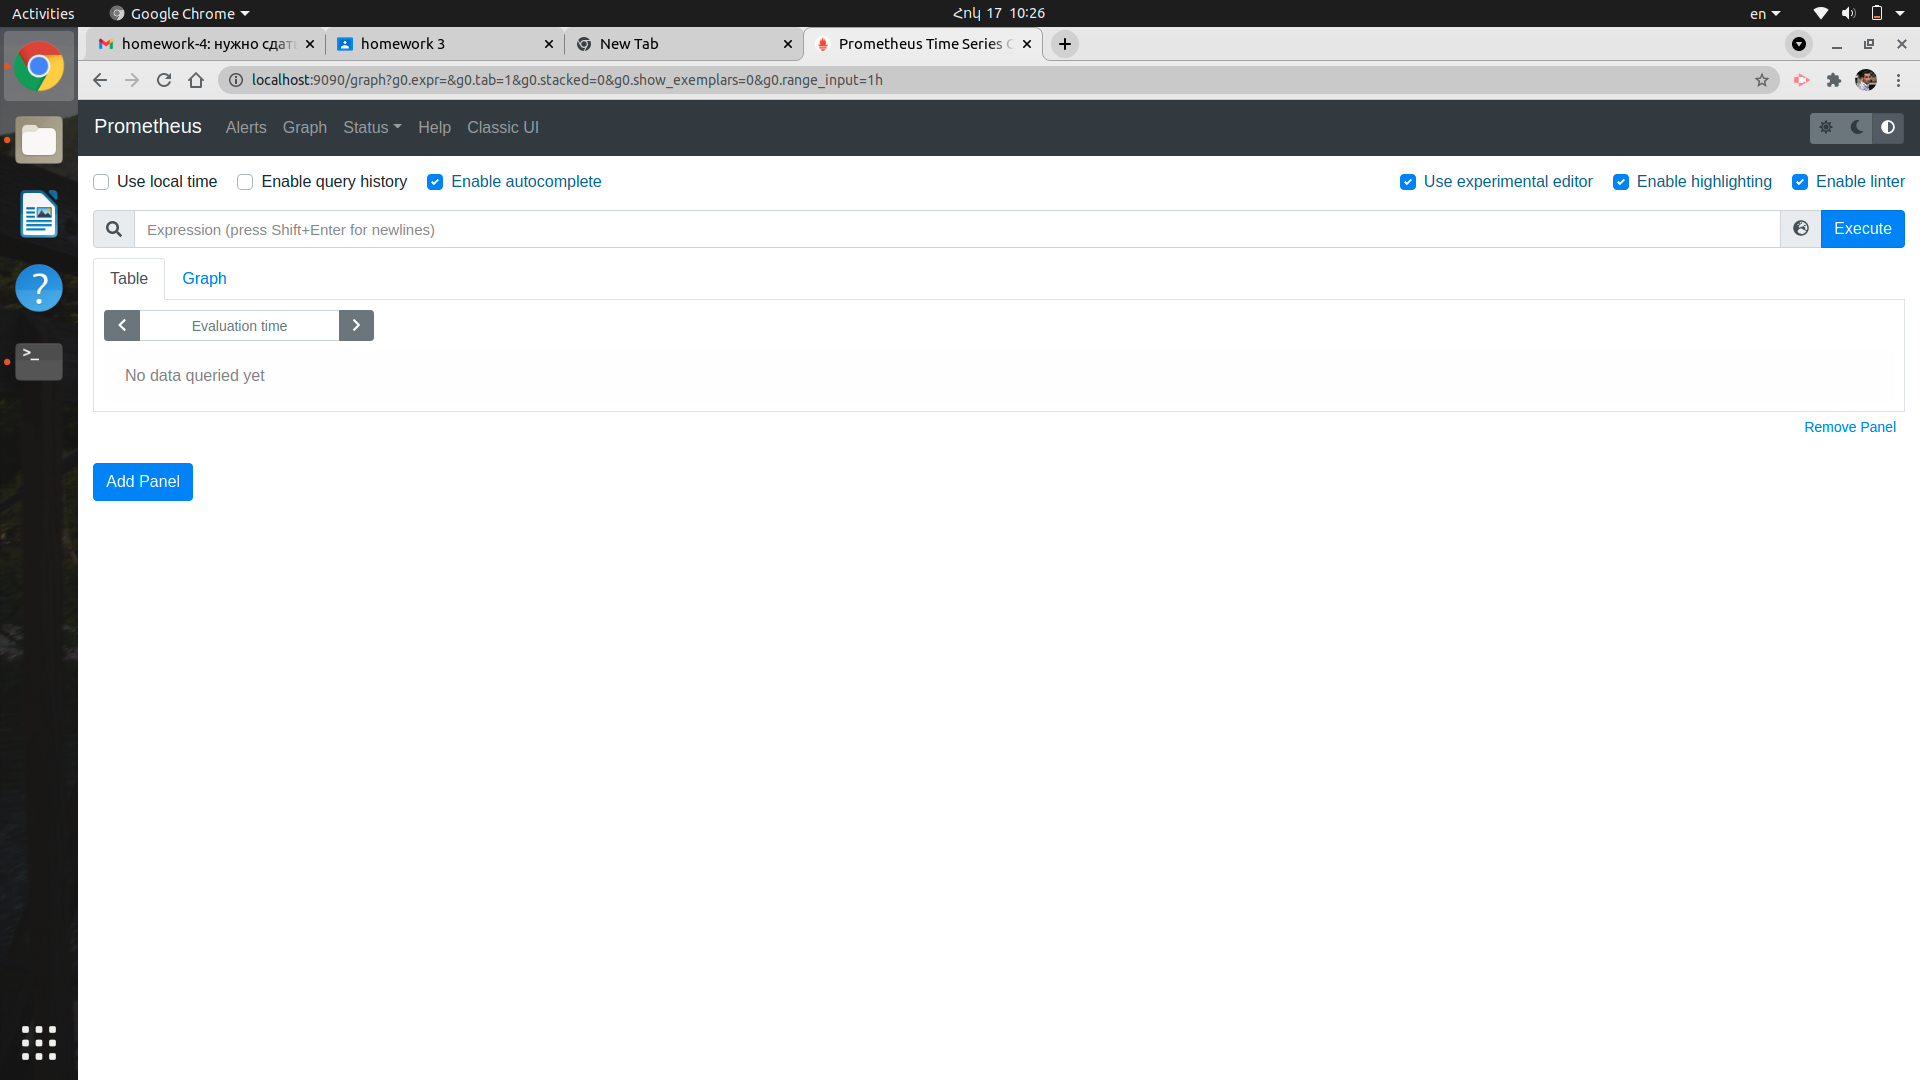 Activities
Google Chrome
Հոկ 17 10:26
en
homework-4: нужно сдать
homework 3
New Tab
Prometheus Time Series C
localhost:9090/graph?g0.expr=&g0.tab=1&g0.stacked=0&g0.show_exemplars=0&g0.range_input=1h
Prometheus
Alerts
Graph
Status
Help
Classic UI
Use local time
Enable query history
Enable autocomplete
Use experimental editor
Enable highlighting
Enable linter
Expression (press Shift+Enter for newlines)
Execute
Table
Graph
Evaluation time
No data queried yet
Remove Panel
Add Panel